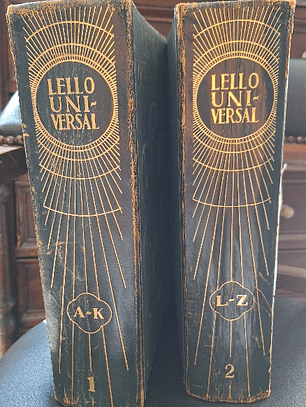 LELLO
UNI-
VERSAL
A-K
1
LELLO
UNI-
VERSAL
L-Z
2